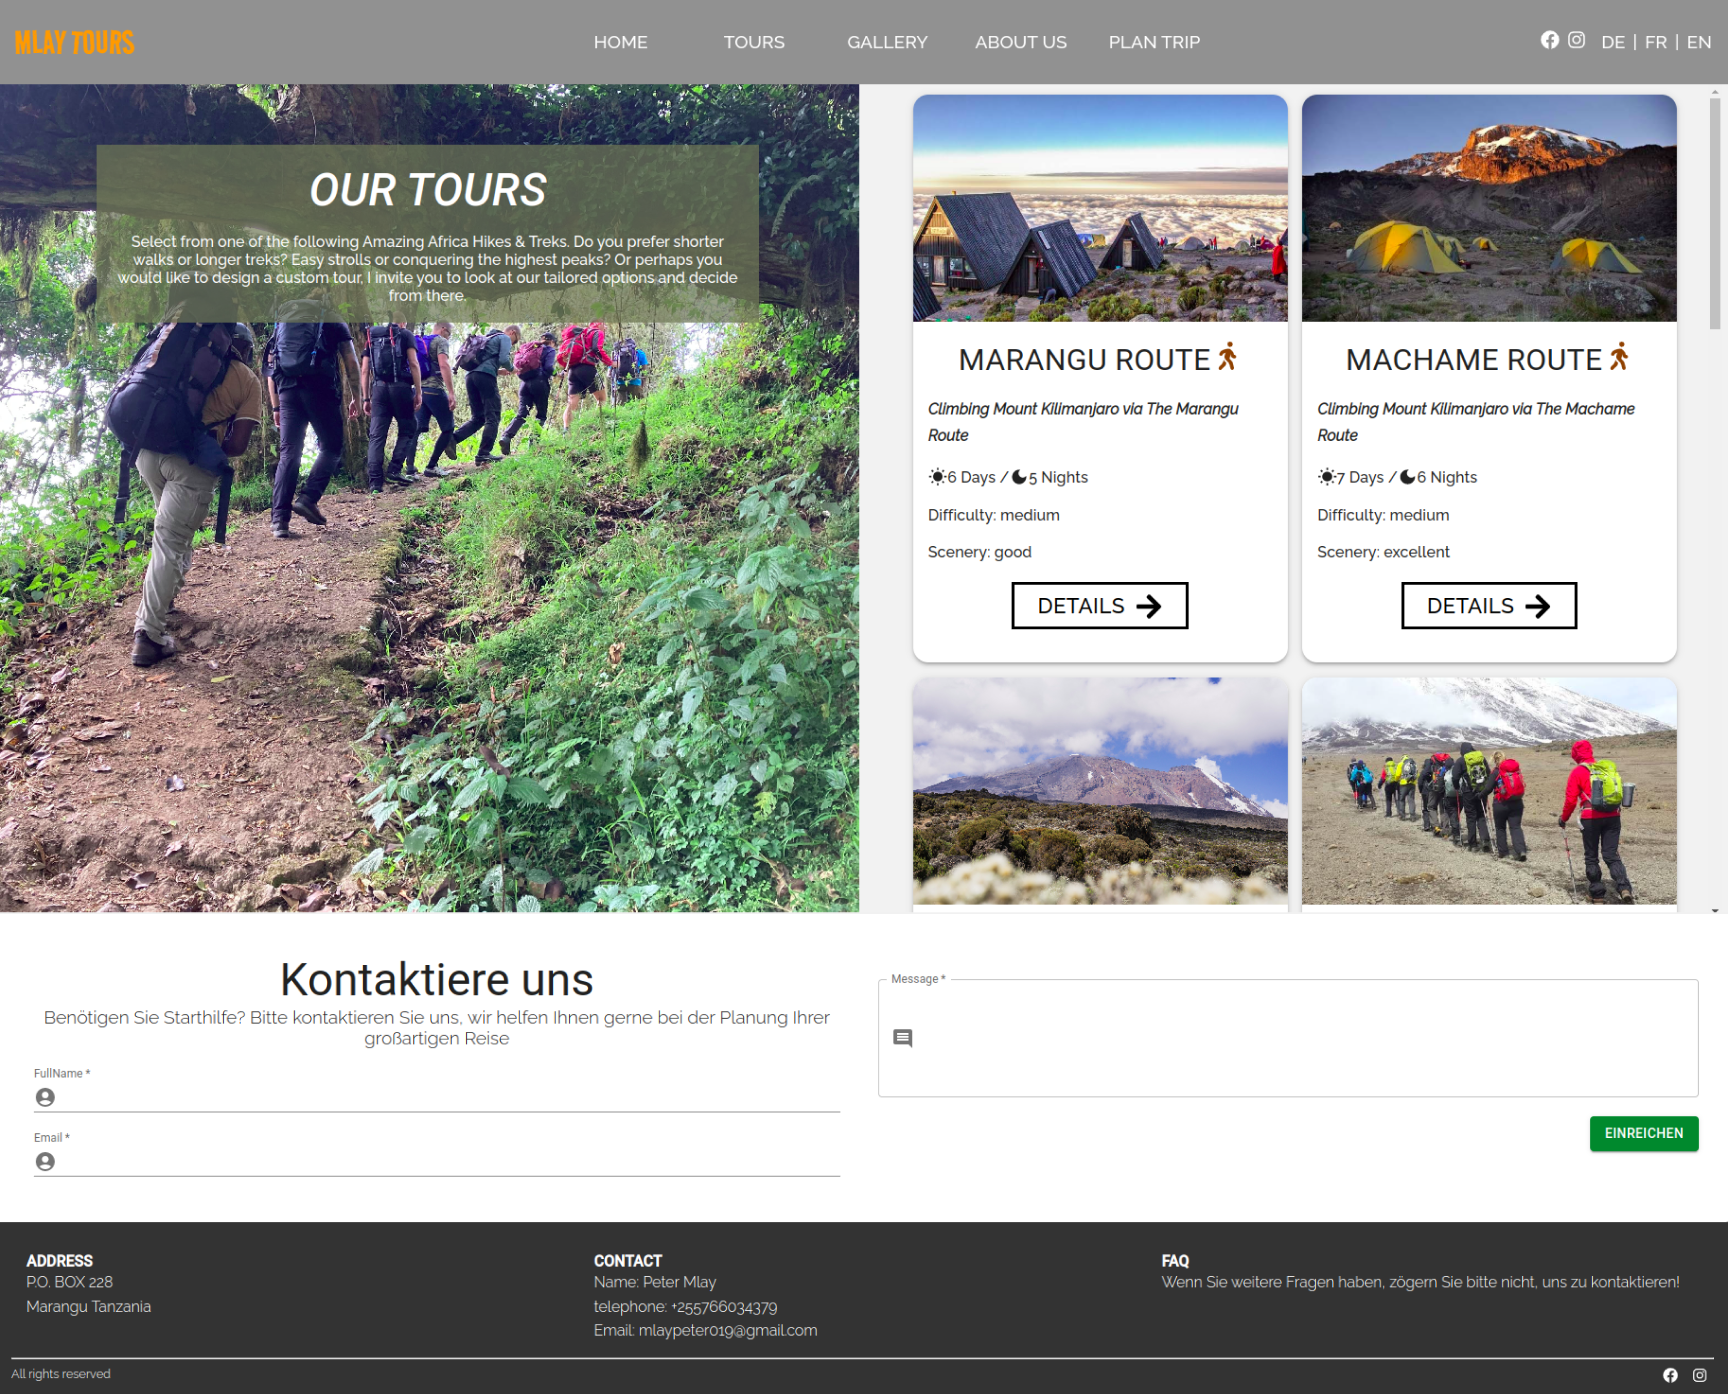 MLAY TOURS
HOME
TOURS
GALLERY
ABOUT US
PLAN TRIP
DE | FR | EN
OUR TOURS
Select from one of the following Amazing Africa Hikes & Treks. Do you prefer shorter
walks or longer treks? Easy strolls or conquering the highest peaks? Or perhaps you
would like to design a custom tour, I invite you to look at our tailored options and decide
from there.
MARANGU ROUTE
Climbing Mount Kilimanjaro via The Marangu
Route
6 Days / 5 Nights
Difficulty: medium
Scenery: good
DETAILS
MACHAME ROUTE
Climbing Mount Kilimanjaro via The Machame
Route
7 Days / 6 Nights
Difficulty: medium
Scenery: excellent
DETAILS
Kontaktiere uns
Benötigen Sie Starthilfe? Bitte kontaktieren Sie uns, wir helfen Ihnen gerne bei der Planung Ihrer
großartigen Reise
FullName *
Email *
Message *
EINREICHEN
ADDRESS
P.O. BOX 228
Marangu Tanzania
CONTACT
Name: Peter Mlay
telephone: +255766034379
Email: mlaypeter019@gmail.com
FAQ
Wenn Sie weitere Fragen haben, zögern Sie bitte nicht, uns zu kontaktieren!
All rights reserved